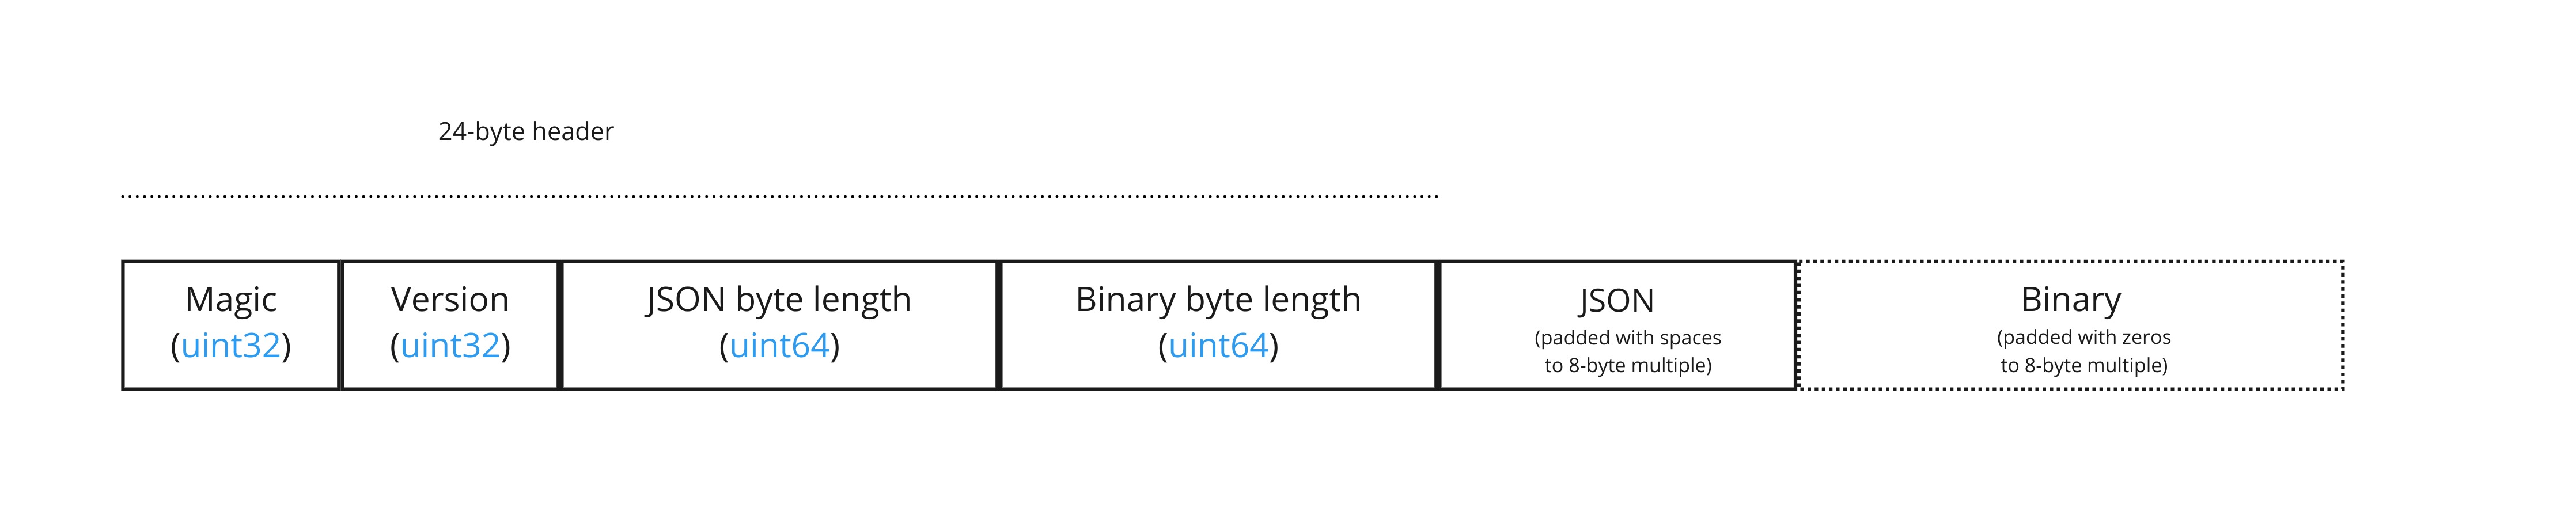 24-byte header
Magic
(uint32)
Version
(uint32)
JSON byte length
(uint64)
Binary byte length
(uint64)
JSON
(padded with spaces
to 8-byte multiple)
Binary
(padded with zeros
to 8-byte multiple)